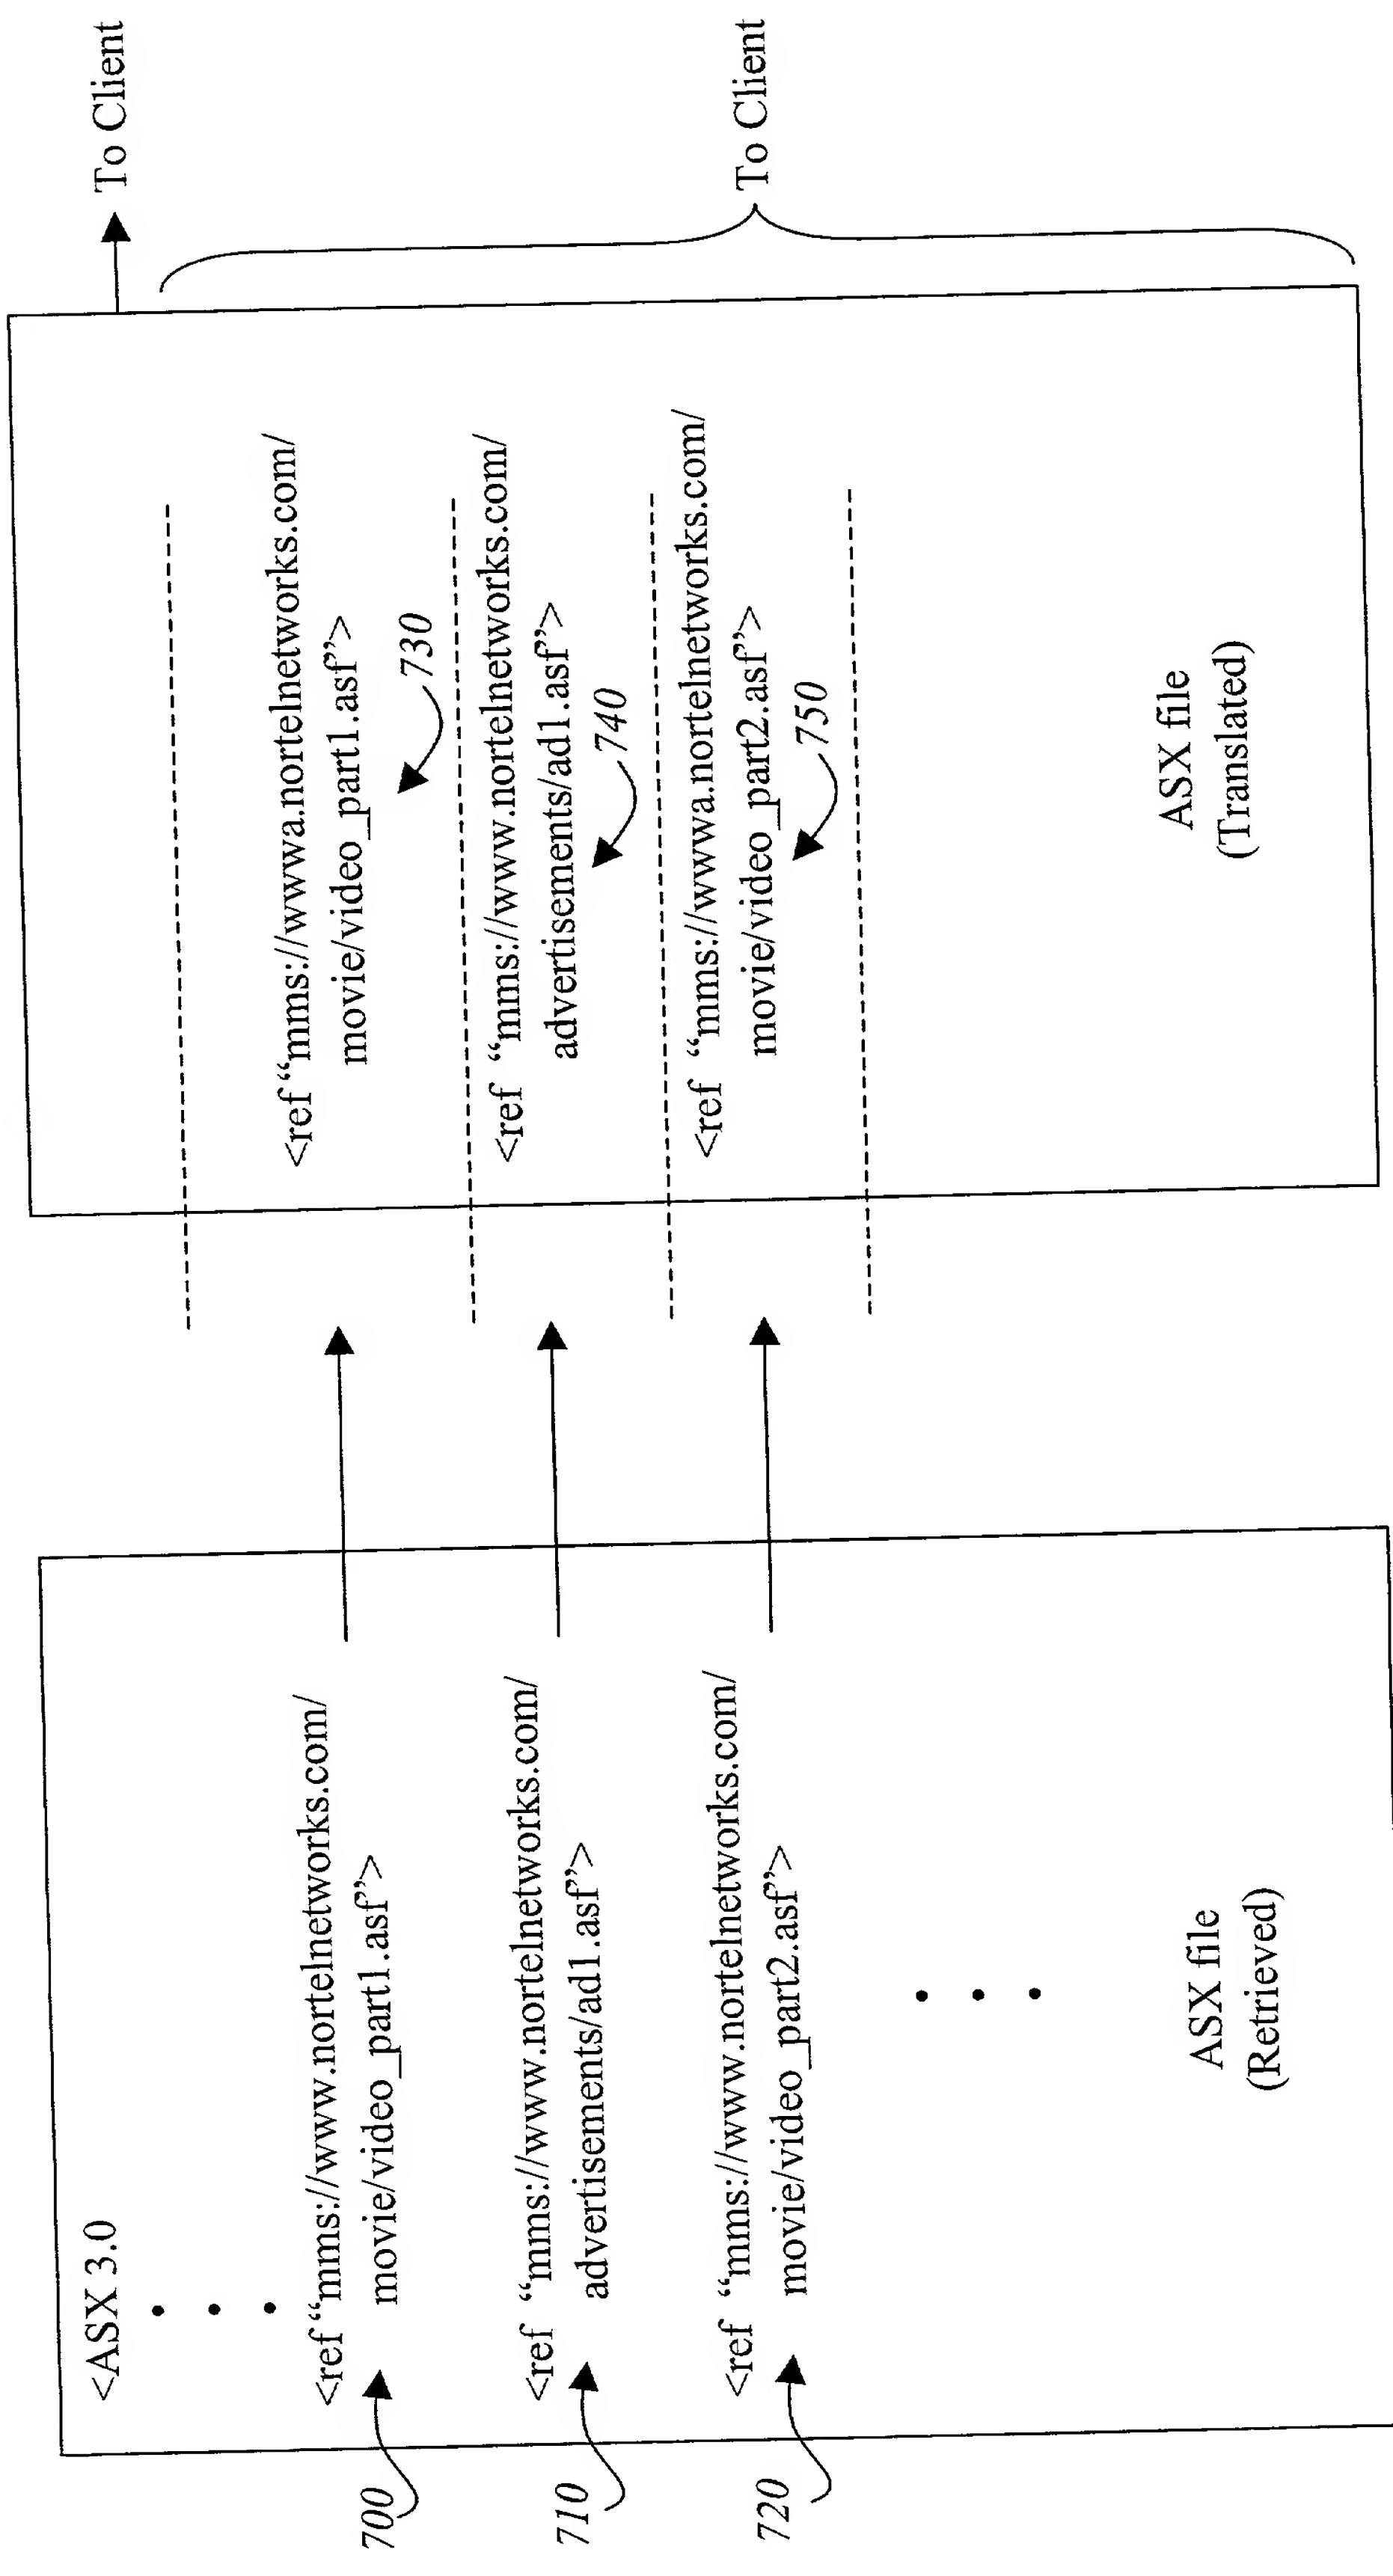 <ASX 3.0
<ref “mms://www.nortelnetworks.com/
movie/video_part1.asf”>
700
<ref “mms://www.nortelnetworks.com/
advertisements/ad1.asf”>
710
<ref “mms://www.nortelnetworks.com/
movie/video_part2.asf”>
720
ASX file
(Retrieved)
<ref “mms://wwa.nortelnetworks.com/
movie/video_part1.asf”>
730
<ref “mms://www.nortelnetworks.com/
advertisements/ad1.asf”>
740
<ref “mms://wwa.nortelnetworks.com/
movie/video_part2.asf”>
750
ASX file
(Translated)
To Client
To Client